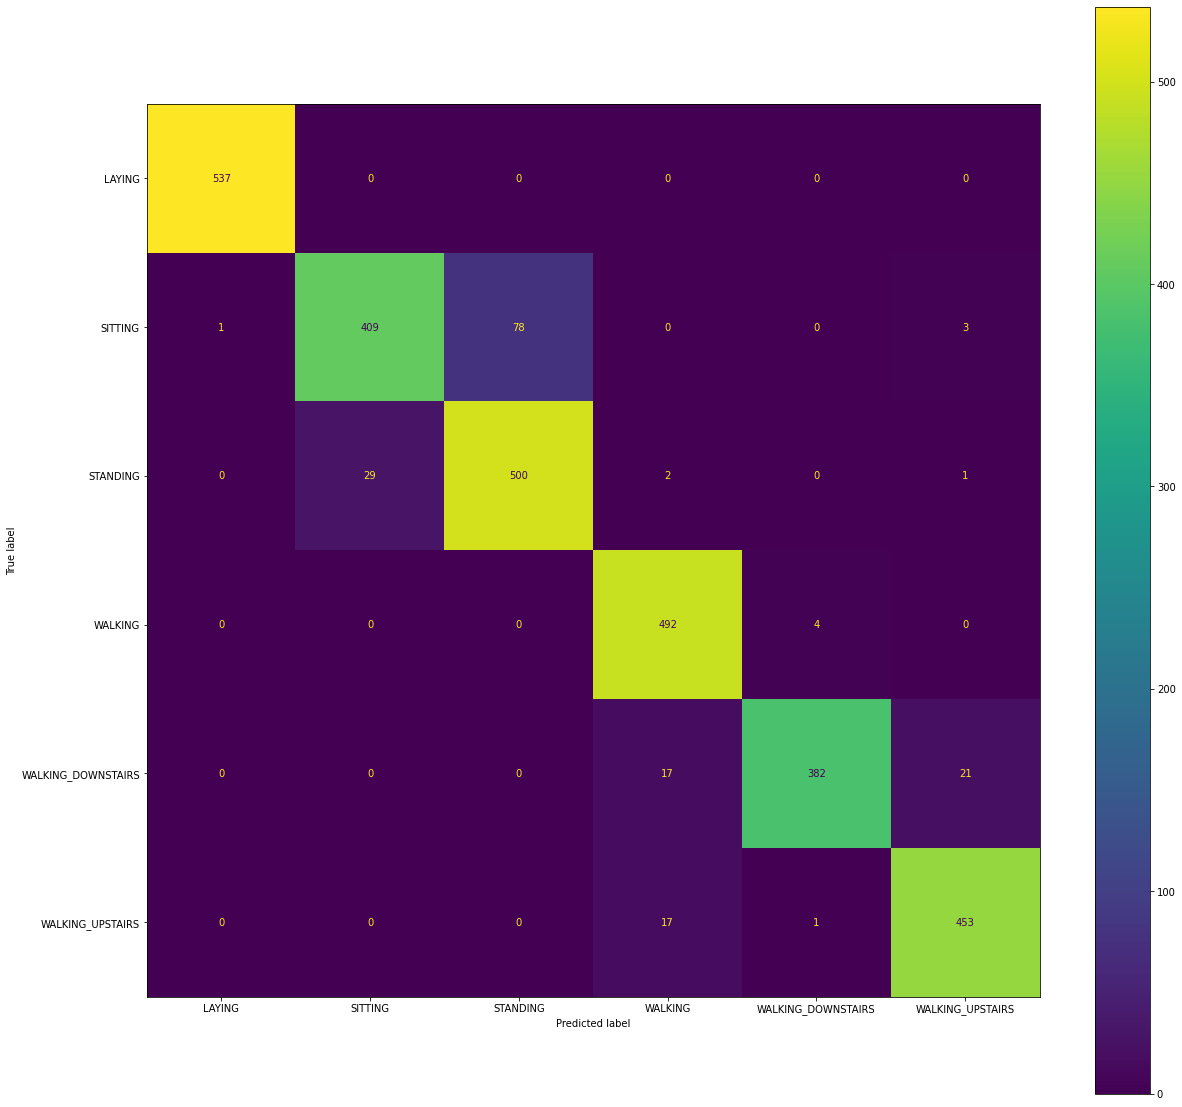 LAYING 537 0 0 0 0 0
SITTING 1 409 78 0 0 3
STANDING 0 29 500 2 0 1
WALKING 0 0 0 492 4 0
WALKING_DOWNSTAIRS 0 0 0 17 382 21
WALKING_UPSTAIRS 0 0 0 17 1 453
LAYING SITTING STANDING WALKING WALKING_DOWNSTAIRS WALKING_UPSTAIRS
Predicted label
True label
500
400
300
200
100
0